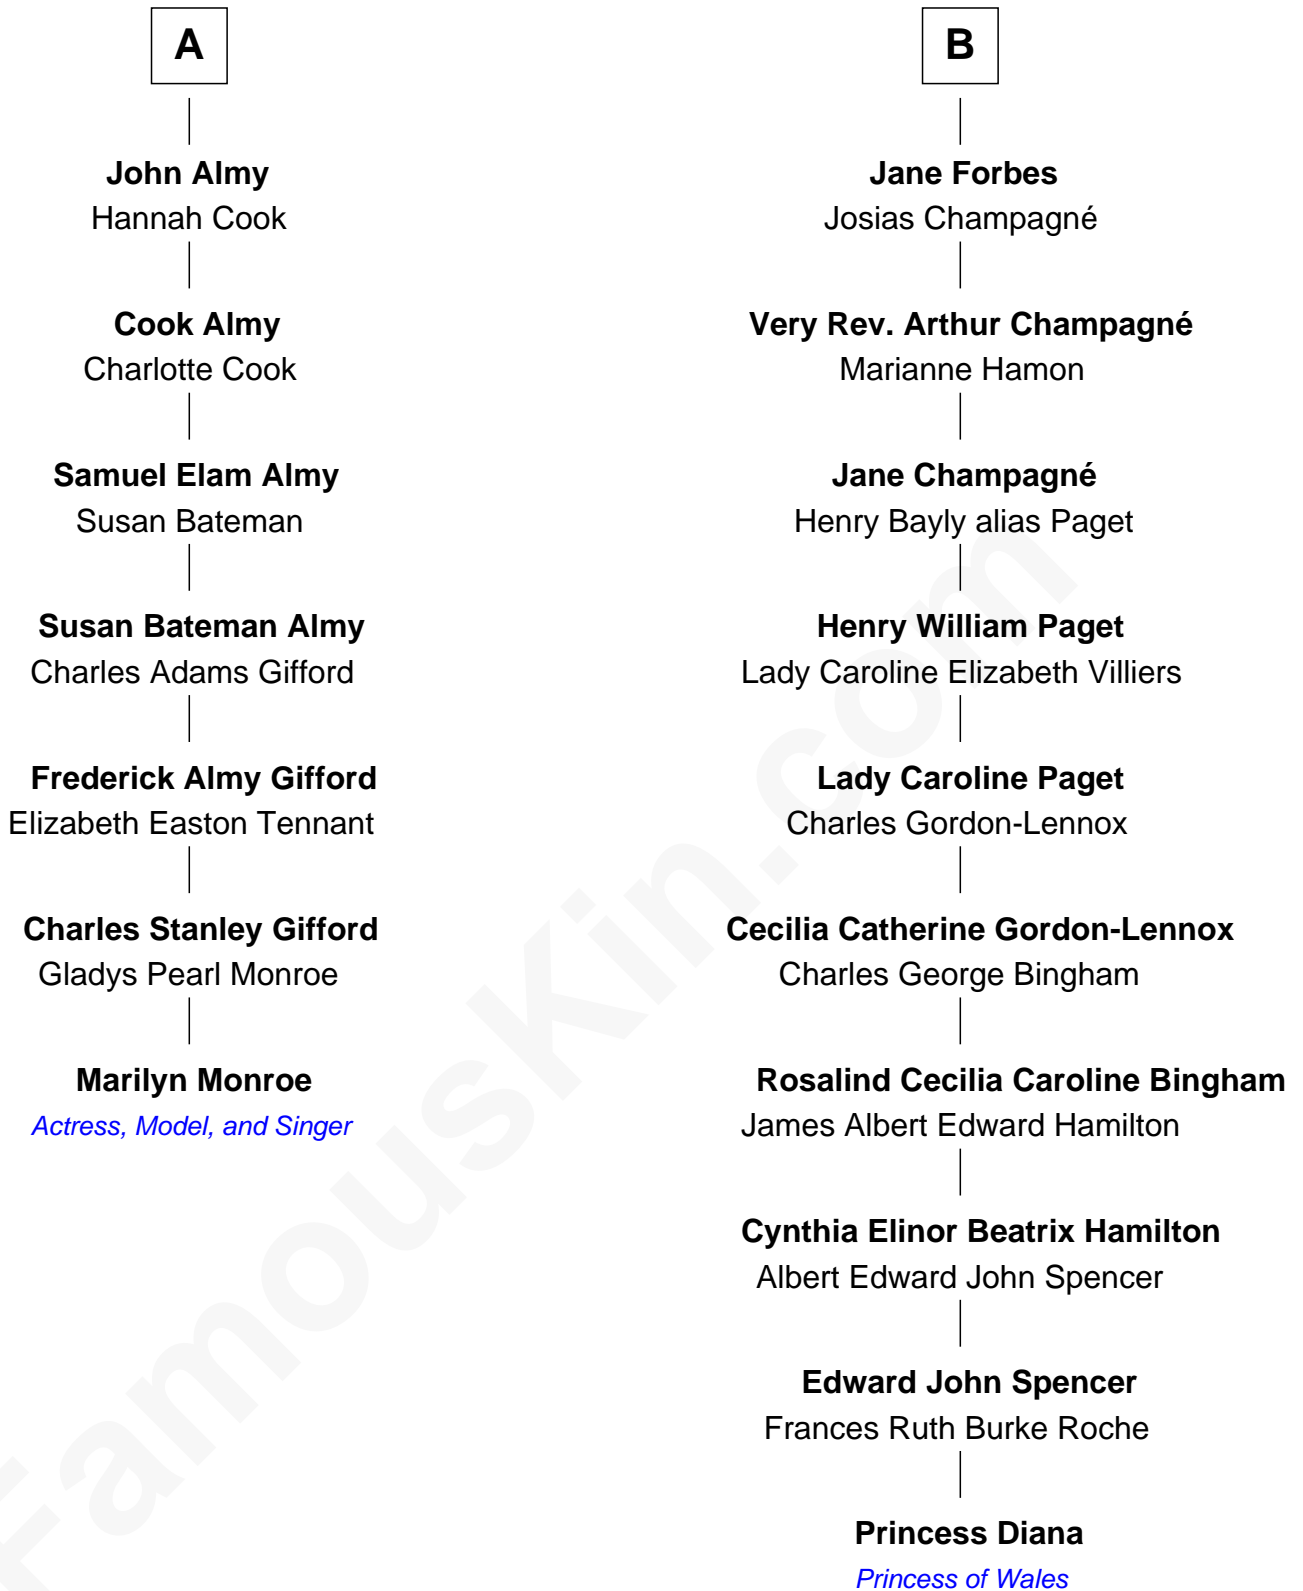 A
John Almy
Hannah Cook
Cook Almy
Charlotte Cook
Samuel Elam Almy
Susan Bateman
Susan Bateman Almy
Charles Adams Gifford
Frederick Almy Gifford
Elizabeth Easton Tennant
Charles Stanley Gifford
Gladys Pearl Monroe
Marilyn Monroe
Actress, Model, and Singer
B
Jane Forbes
Josias Champagné
Very Rev. Arthur Champagné
Marianne Hamon
Jane Champagné
Henry Bayly alias Paget
Henry William Paget
Lady Caroline Elizabeth Villiers
Lady Caroline Paget
Charles Gordon-Lennox
Cecilia Catherine Gordon-Lennox
Charles George Bingham
Rosalind Cecilia Caroline Bingham
James Albert Edward Hamilton
Cynthia Elinor Beatrix Hamilton
Albert Edward John Spencer
Edward John Spencer
Frances Ruth Burke Roche
Princess Diana
Princess of Wales
FamousKin.com